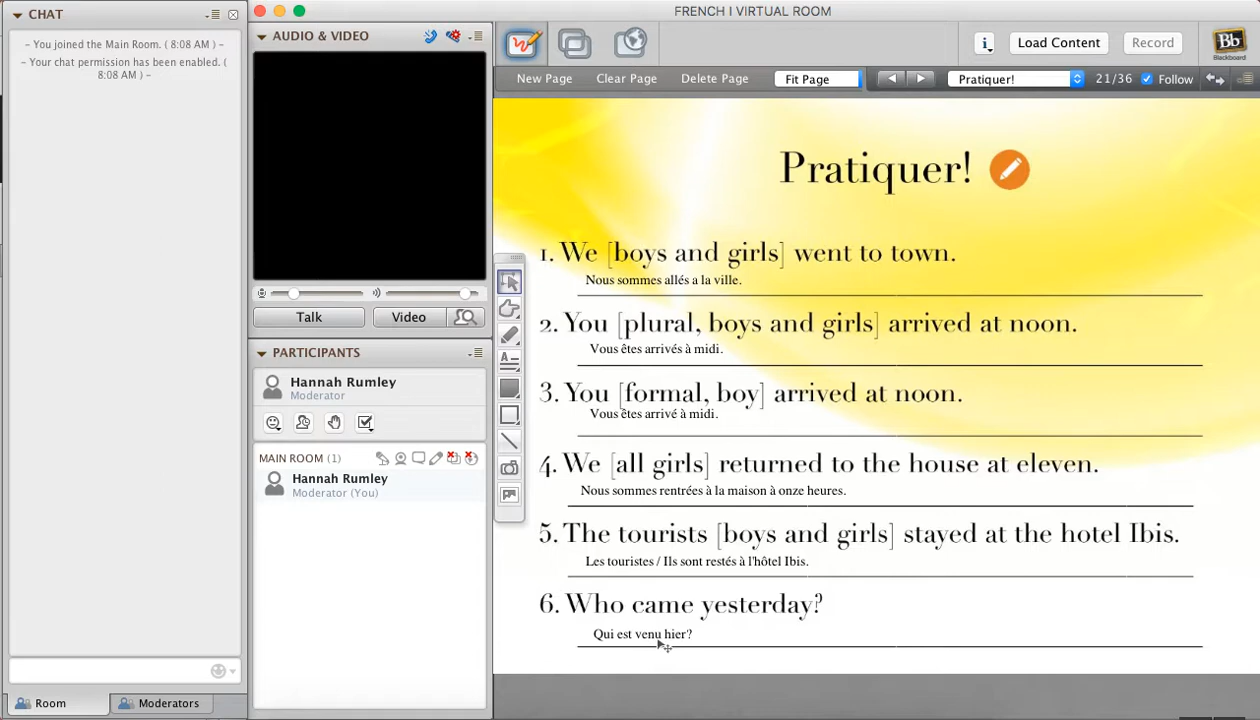 CHAT
– You joined the Main Room. ( 8:08 AM ) –
– Your chat permission has been enabled. (
8:08 AM ) –
Room
Moderators
AUDIO & VIDEO
Talk
Video
PARTICIPANTS
Hannah Rumley
Moderator
MAIN ROOM (1)
Hannah Rumley
Moderator (You)
FRENCH I VIRTUAL ROOM
Load Content
Record
Bb
Blackboard
New Page
Clear Page
Delete Page
Fit Page
Pratiquer!
21/36
Follow
Pratiquer!
1. We [boys and girls] went to town.
Nous sommes allés a la ville.
2. You [plural, boys and girls] arrived at noon.
Vous êtes arrivés à midi.
3. You [formal, boy] arrived at noon.
Vous êtes arrivé à midi.
4. We [all girls] returned to the house at eleven.
Nous sommes rentrées à la maison à onze heures.
5. The tourists [boys and girls] stayed at the hotel Ibis.
Les touristes / Ils sont restés à l'hôtel Ibis.
6. Who came yesterday?
Qui est venu hier?